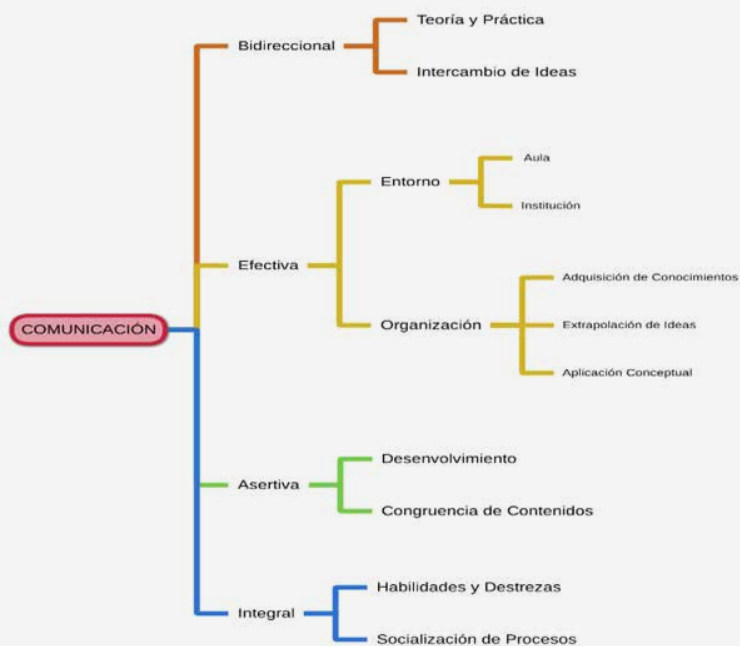 COMUNICACIÓN
Bidireccional
Teoría y Práctica
Intercambio de Ideas
Efectiva
Entorno
Aula
Institución
Organización
Adquisición de Conocimientos
Extrapolación de Ideas
Aplicación Conceptual
Asertiva
Desenvolvimiento
Congruencia de Contenidos
Integral
Habilidades y Destrezas
Socialización de Procesos